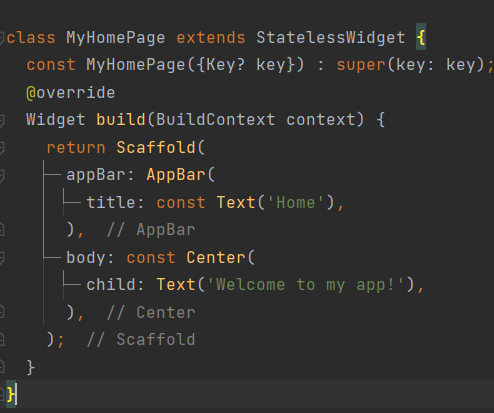 class MyHomePage extends StatelessWidget {
  const MyHomePage({Key? key}) : super(key: key);
  @override
  Widget build(BuildContext context) {
    return Scaffold(
      appBar: AppBar(
        title: const Text('Home'),
      ),  // AppBar
      body: const Center(
        child: Text('Welcome to my app!'),
      ),  // Center
    );  // Scaffold
  }
}